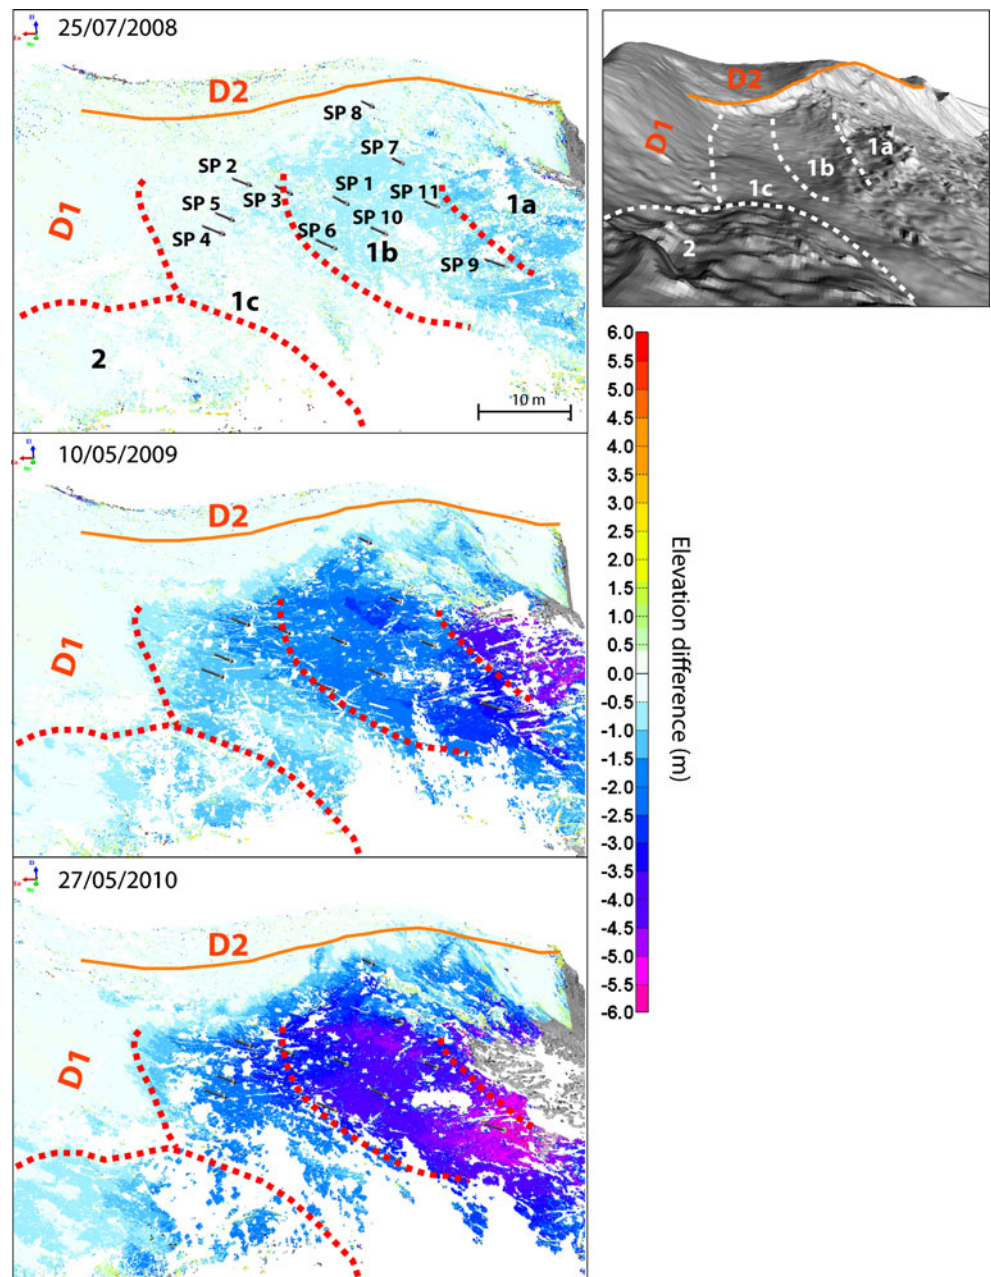 25/07/2008
D2
SP 8
SP 7
SP 2
SP 1
SP 3
SP 11
1a
SP 5
SP 10
D1
SP 4
SP 6
1b
SP 9
1c
2
10 m
D2
D1
1a
1b
1c
2
6.0
5.5
5.0
4.5
4.0
3.5
3.0
2.5
2.0
1.5
1.0
0.5
0.0
-0.5
-1.0
-1.5
-2.0
-2.5
-3.0
-3.5
-4.0
-4.5
-5.0
-5.5
-6.0
Elevation difference (m)
10/05/2009
D2
D1
27/05/2010
D2
D1